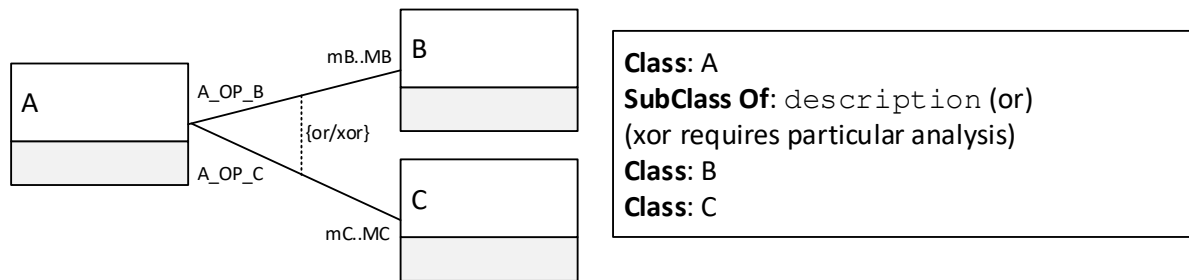 A
A_OP_B
mB..MB
B
{or/xor}
A_OP_C
mC..MC
C
Class: A
SubClass Of: description (or)
(xor requires particular analysis)
Class: B
Class: C